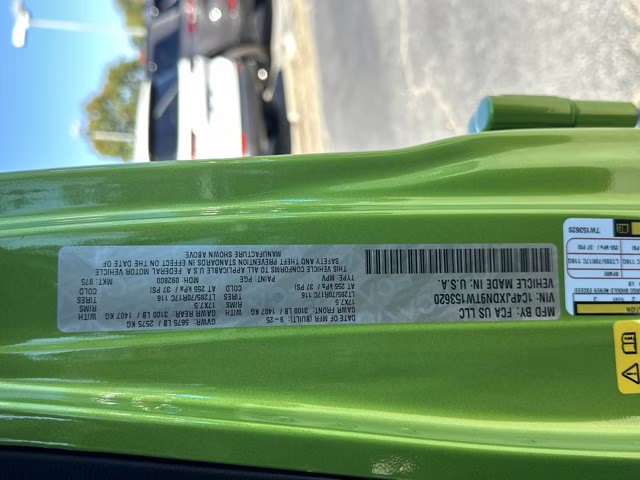 MFG. BY: FCA US LLC
VIN: 1C4PJXDN9TW153620
VEHICLE MADE IN: U.S.A.
DATE OF MFR (BUILT): 9 -25
GVWR: 5675 LB 2575 KG
GAWR FRONT: 3100 LB 1407 KG
WITH
17X7.5
RIMS
LT285/70R17C 116
TIRES
AT 255 kPa / 37 PSI
COLD
GAWR REAR: 3100 LB 1407 KG
WITH
17X7.5
RIMS
LT285/70R17C 116
TIRES
AT 255 kPa / 37 PSI
COLD
TYPE: MPV
PAINT: PGE
MDH: 092800
MKT: 875
THIS VEHICLE CONFORMS TO ALL APPLICABLE U.S.A. FEDERAL MOTOR VEHICLE
SAFETY AND THEFT PREVENTION STANDARDS IN EFFECT ON THE DATE OF
MANUFACTURE SHOWN ABOVE
TW153620
SPARE